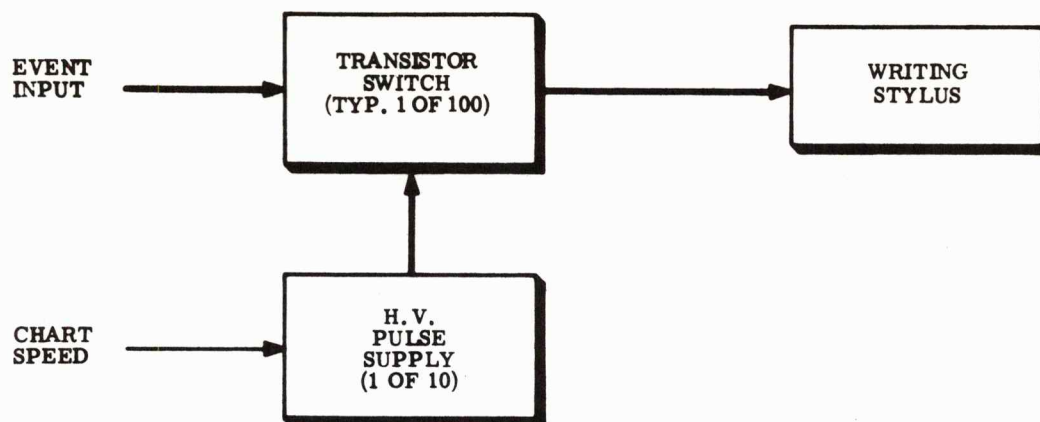 EVENT
INPUT
TRANSISTOR
SWITCH
(TYP. 1 OF 100)
WRITING
STYLUS
CHART
SPEED
H.V.
PULSE
SUPPLY
(1 OF 10)